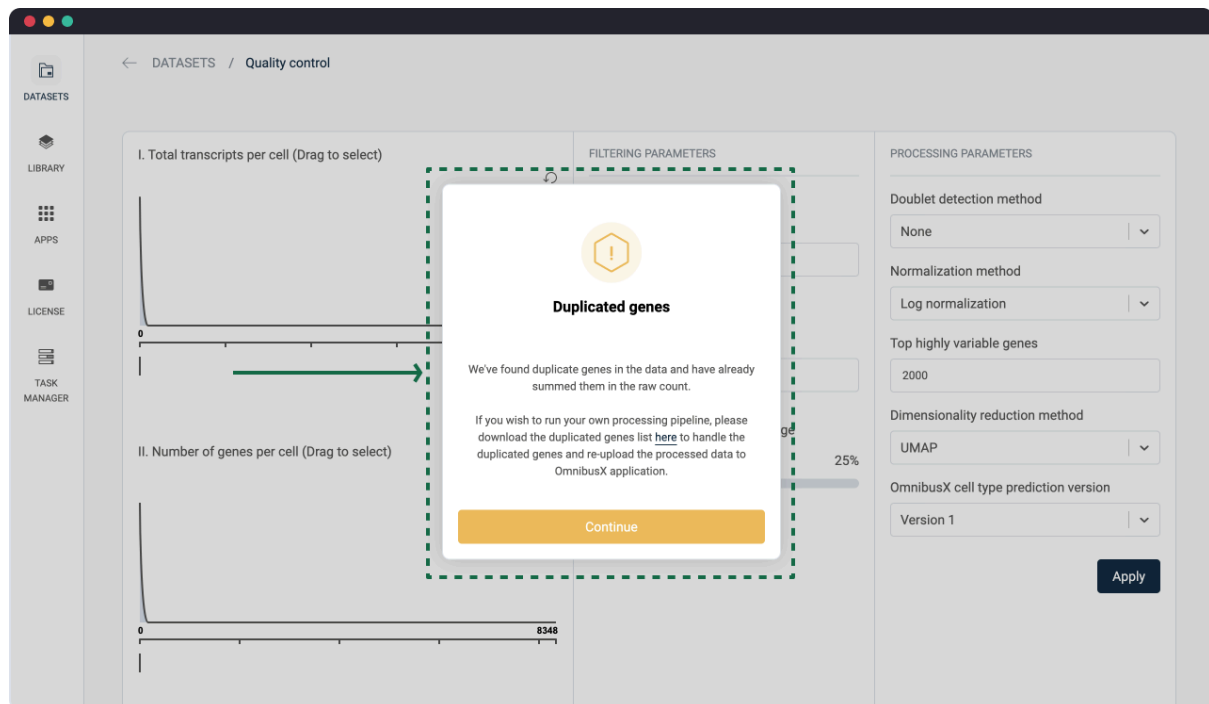 DATASETS / Quality control
DATASETS
LIBRARY
APPS
LICENSE
TASK
MANAGER
I. Total transcripts per cell (Drag to select)
0
II. Number of genes per cell (Drag to select)
0
8348
FILTERING PARAMETERS
25%
Duplicated genes
We've found duplicate genes in the data and have already
summed them in the raw count.
If you wish to run your own processing pipeline, please
download the duplicated genes list here to handle the
duplicated genes and re-upload the processed data to
OmnibusX application.
Continue
PROCESSING PARAMETERS
Doublet detection method
None
Normalization method
Log normalization
Top highly variable genes
2000
Dimensionality reduction method
UMAP
OmnibusX cell type prediction version
Version 1
Apply